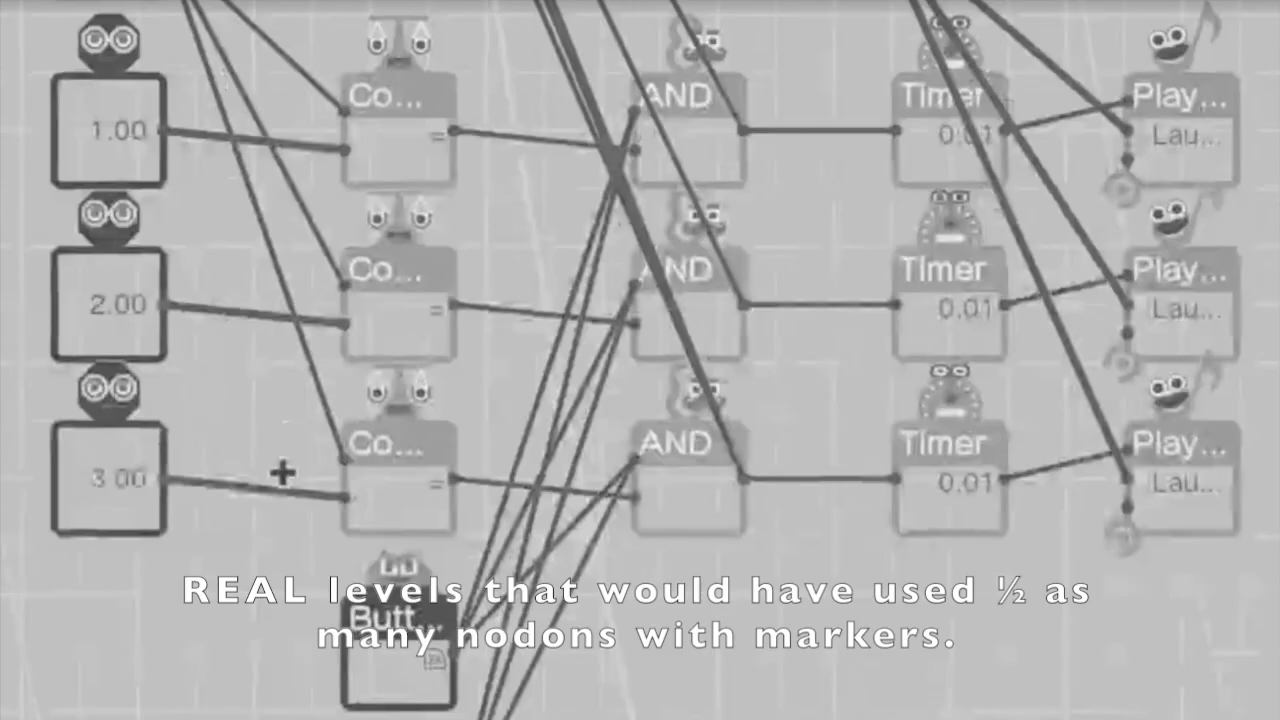 Co... AND Timer Play...
1.00 = 0.01 Lau...
Co... AND Timer Play...
2.00 = 0.01 Lau...
Co... AND Timer Play...
3.00 = 0.01 Lau...
REAL levels that would have used ½ as
Butt...
many nodons with markers.